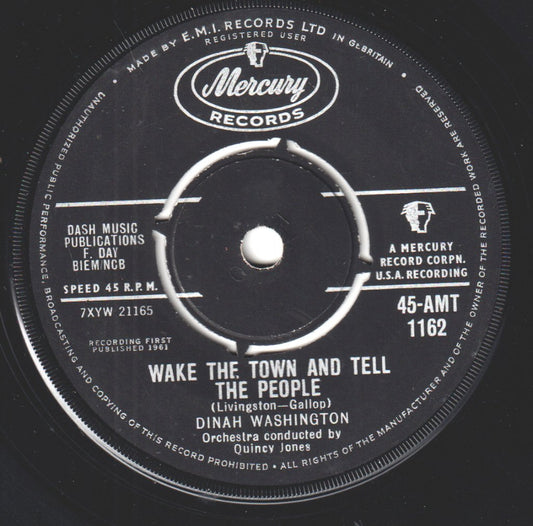 MADE BY E.M.I. RECORDS LTD IN GT.BRITAIN •
REGISTERED USER
Mercury
RECORDS
DASH MUSIC
PUBLICATIONS
F. DAY
BIEM/NCB
SPEED 45 R.P.M.
7XYW 21165
RECORDING FIRST
PUBLISHED 1961
A MERCURY
RECORD CORPN.
U.S.A. RECORDING
45-AMT
1162
WAKE THE TOWN AND TELL
THE PEOPLE
(Livingston—Gallop)
DINAH WASHINGTON
Orchestra conducted by
Quincy Jones
• ALL RIGHTS OF THE MANUFACTURER AND OF THE OWNER OF THE RECORDED WORK ARE RESERVED
UNAUTHORIZED PUBLIC PERFORMANCE, BROADCASTING AND COPYING OF THIS RECORD PROHIBITED